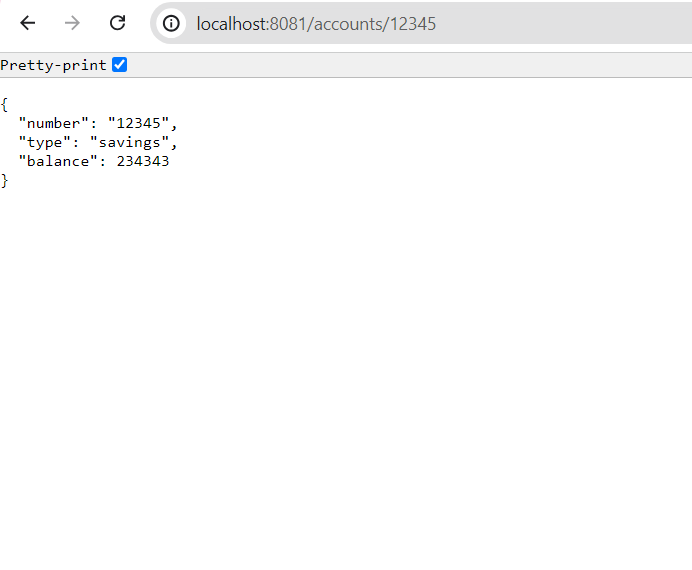 localhost:8081/accounts/12345
Pretty-print
{
  "number": "12345",
  "type": "savings",
  "balance": 234343
}